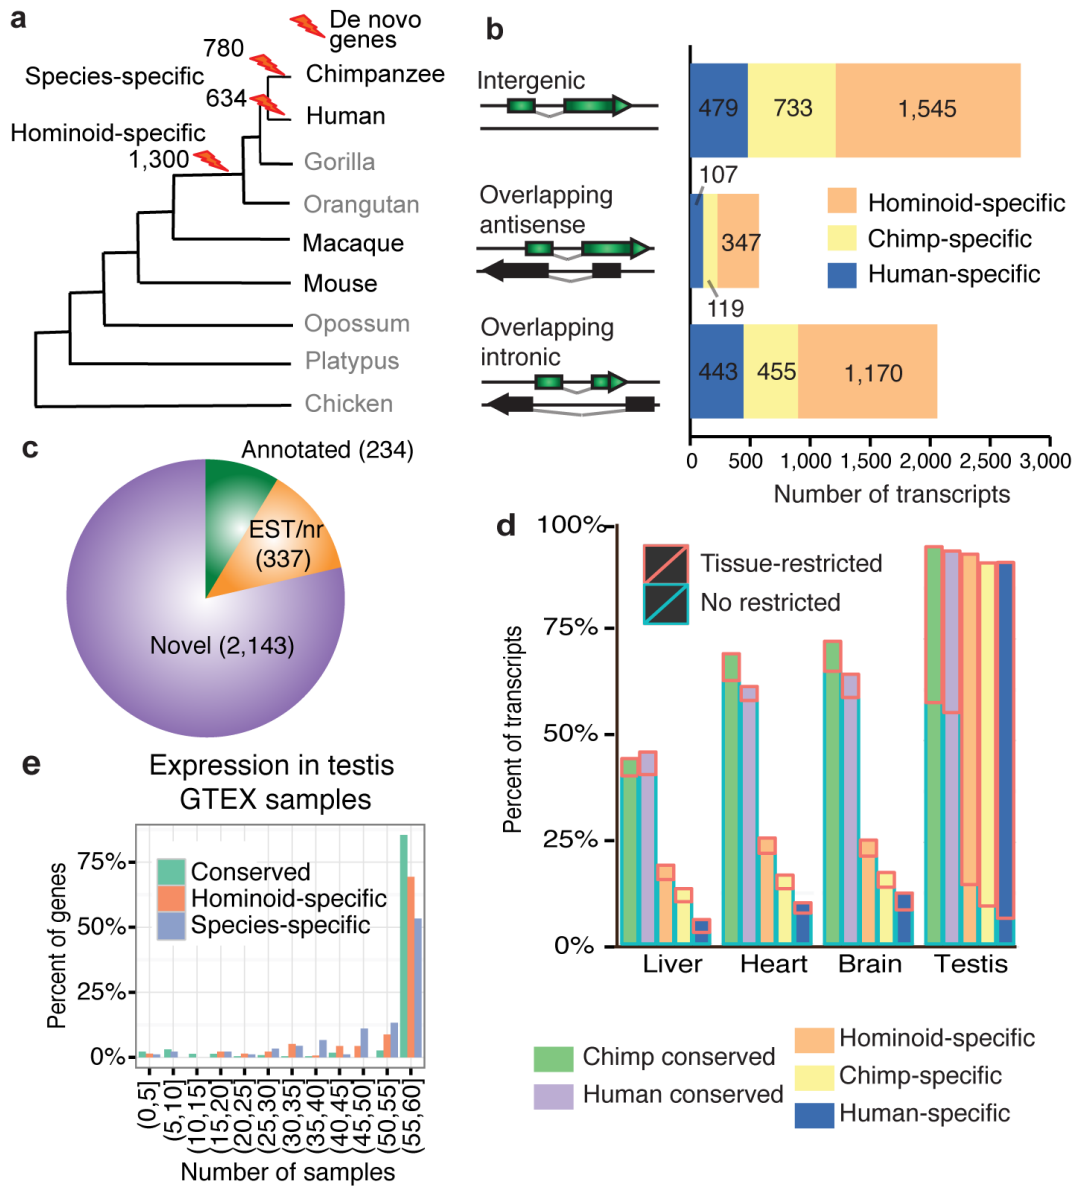 a
De novo
genes
780
Species-specific
Chimpanzee
634
Human
Hominoid-specific
1,300
Gorilla
Orangutan
Macaque
Mouse
Opossum
Platypus
Chicken
b
Intergenic
479 733 1,545
107
Overlapping
antisense
347
119
Hominoid-specific
Chimp-specific
Human-specific
Overlapping
intronic
443 455 1,170
0 500 1,000 1,500 2,000 2,500 3,000
Number of transcripts
c
Annotated (234)
EST/nr
(337)
Novel (2,143)
d
100%
75%
50%
25%
0%
Percent of transcripts
Tissue-restricted
No restricted
Liver Heart Brain Testis
Chimp conserved
Human conserved
Hominoid-specific
Chimp-specific
Human-specific
e
Expression in testis
GTEX samples
75%
50%
25%
0%
Percent of genes
Conserved
Hominoid-specific
Species-specific
(0,5]
(5,10]
(10,15]
(15,20]
(20,25]
(25,30]
(30,35]
(35,40]
(40,45]
(45,50]
(50,55]
(55,60]
Number of samples